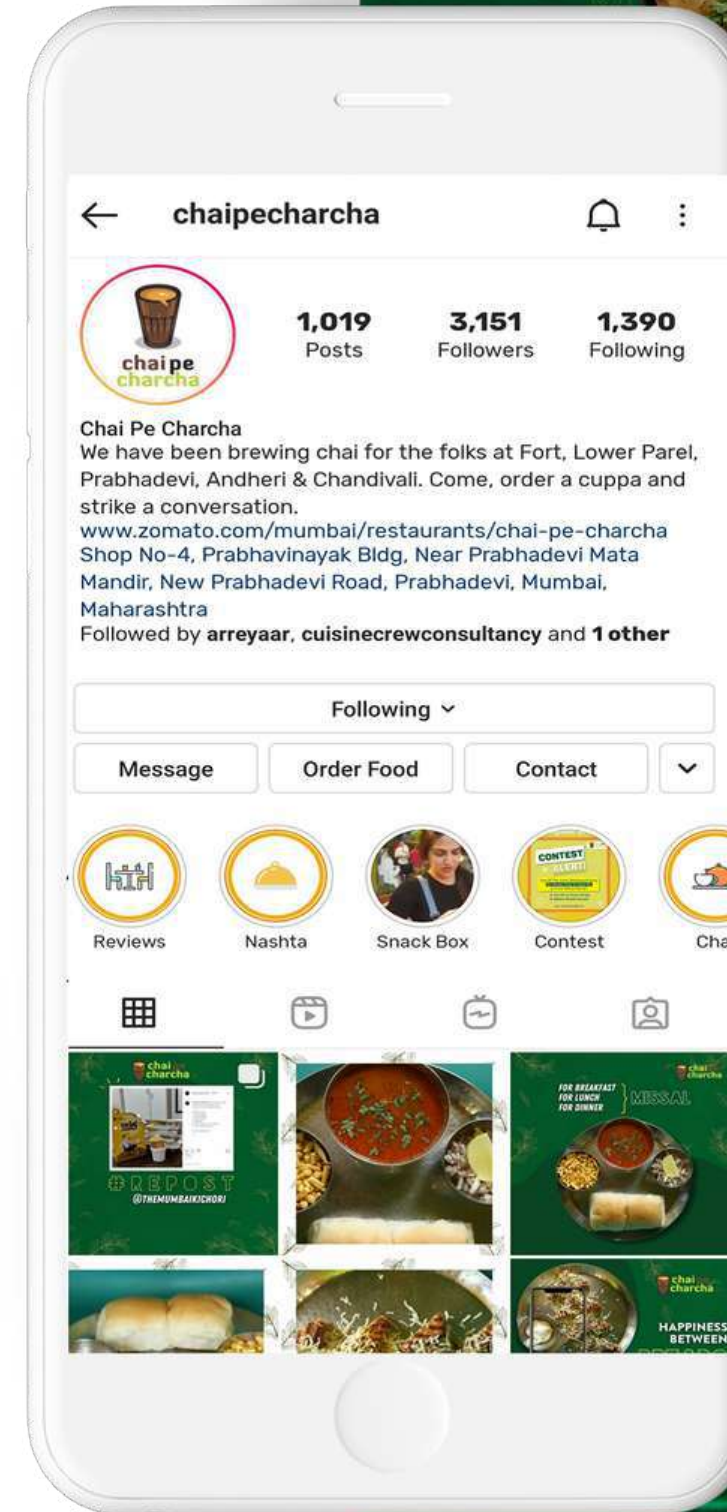 chaipecharcha
chai pe
charcha
1,019
Posts
3,151
Followers
1,390
Following
Chai Pe Charcha
We have been brewing chai for the folks at Fort, Lower Parel,
Prabhadevi, Andheri & Chandivali. Come, order a cuppa and
strike a conversation.
www.zomato.com/mumbai/restaurants/chai-pe-charcha
Shop No-4, Prabhavinayak Bldg, Near Prabhadevi Mata
Mandir, New Prabhadevi Road, Prabhadevi, Mumbai,
Maharashtra
Followed by arreyaar, cuisinecrewconsultancy and 1 other
Following
Message
Order Food
Contact
CONTEST
ALERT!
Reviews
Nashta
Snack Box
Contest
Cha
chai
charcha
#REPOST
@THEMUMBAIKICHORI
chai
charcha
FOR BREAKFAST
FOR LUNCH
FOR DINNER
MISSAL
chai
charcha
HAPPINESS
BETWEEN